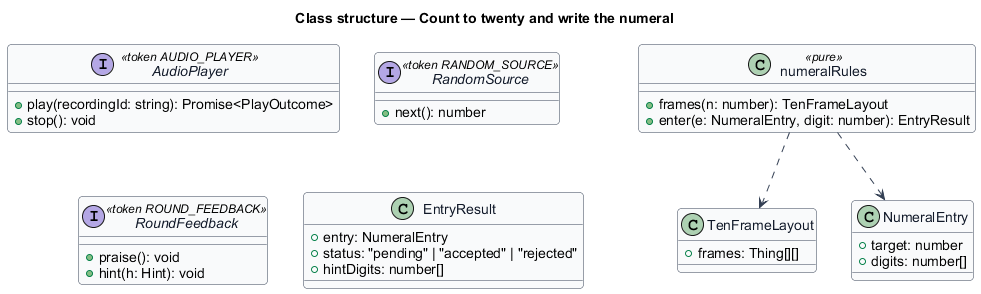 Class structure — Count to twenty and write the numeral
I
«token AUDIO_PLAYER»
AudioPlayer
play(recordingId: string): Promise<PlayOutcome>
stop(): void
I
«token RANDOM_SOURCE»
RandomSource
next(): number
C
«pure»
numeralRules
frames(n: number): TenFrameLayout
enter(e: NumeralEntry, digit: number): EntryResult
I
«token ROUND_FEEDBACK»
RoundFeedback
praise(): void
hint(h: Hint): void
C EntryResult
entry: NumeralEntry
status: "pending" | "accepted" | "rejected"
hintDigits: number[]
C TenFrameLayout
frames: Thing[][]
C NumeralEntry
target: number
digits: number[]